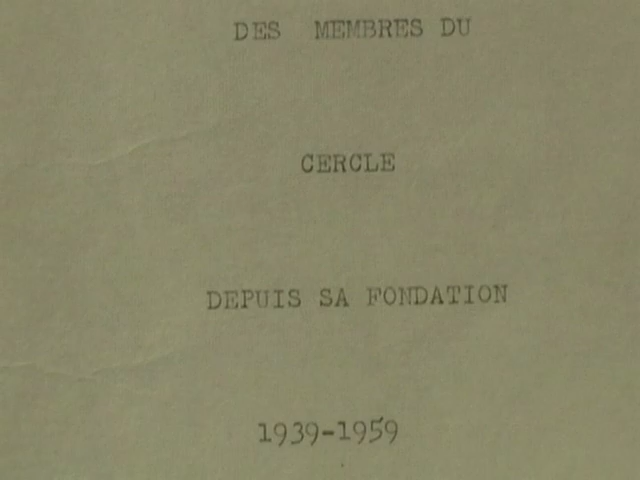 DES MEMBRES DU
CERCLE
DEPUIS SA FONDATION
1939-1959